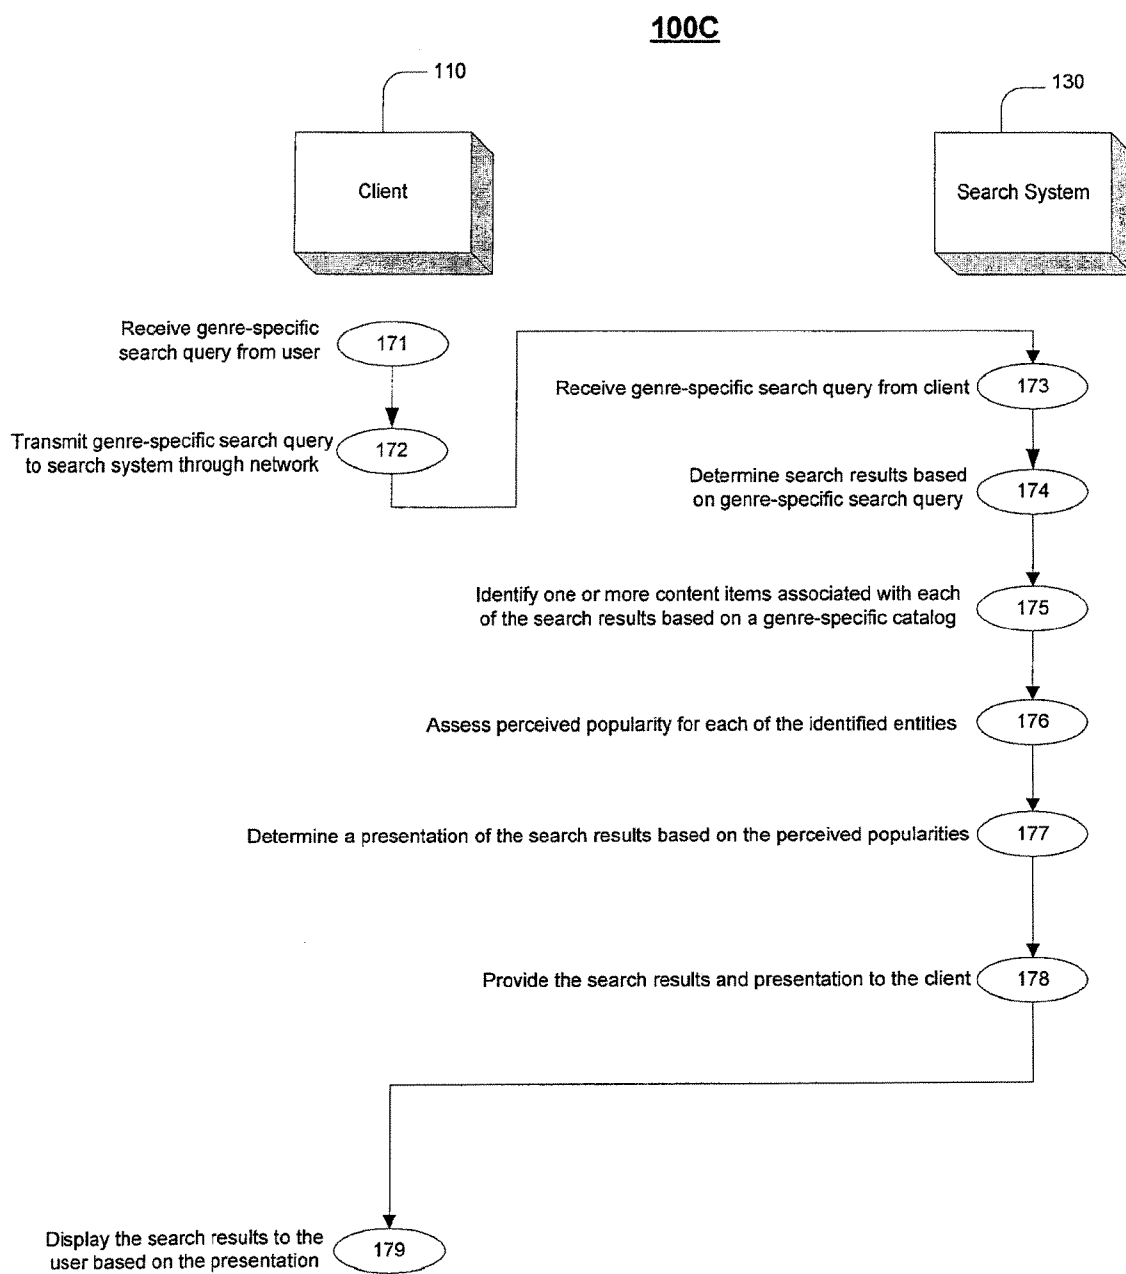 100C
110
130
Client
Search System
Receive genre-specific
search query from user
171
Receive genre-specific search query from client
173
Transmit genre-specific search query
to search system through network
172
Determine search results based
on genre-specific search query
174
Identify one or more content items associated with each
of the search results based on a genre-specific catalog
175
Assess perceived popularity for each of the identified entities
176
Determine a presentation of the search results based on the perceived popularities
177
Provide the search results and presentation to the client
178
Display the search results to the
user based on the presentation
179